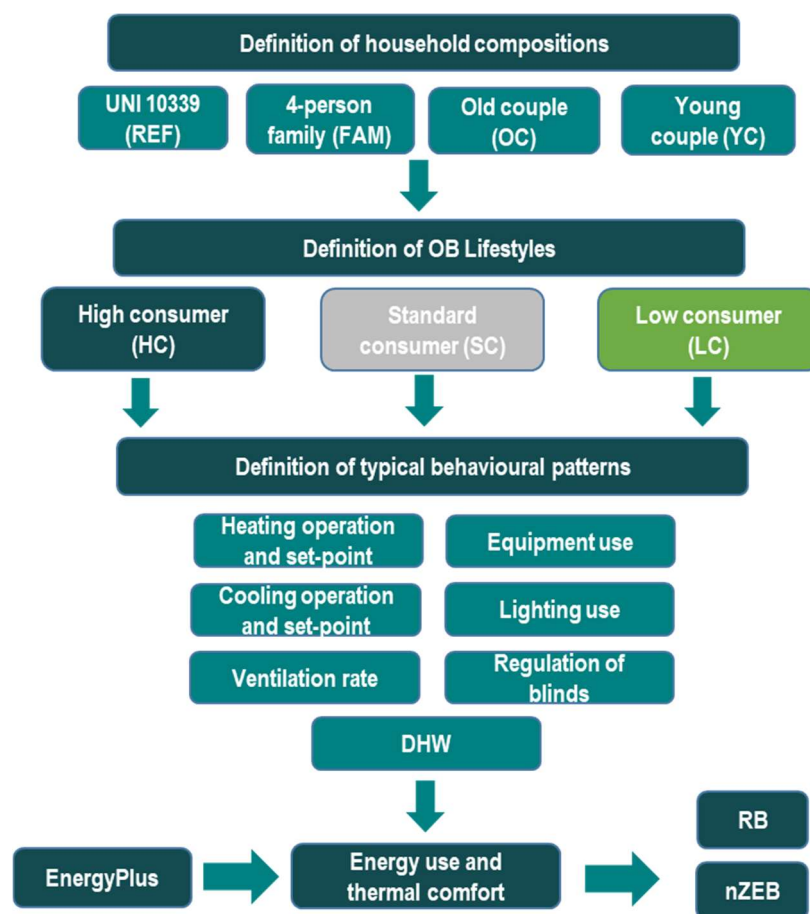 Definition of household compositions
UNI 10339
(REF)
4-person
family (FAM)
Old couple
(OC)
Young
couple (YC)
Definition of OB Lifestyles
High consumer
(HC)
Standard
consumer (SC)
Low consumer
(LC)
Definition of typical behavioural patterns
Heating operation
and set-point
Equipment use
Cooling operation
and set-point
Lighting use
Ventilation rate
Regulation of
blinds
DHW
EnergyPlus
Energy use and
thermal comfort
RB
nZEB